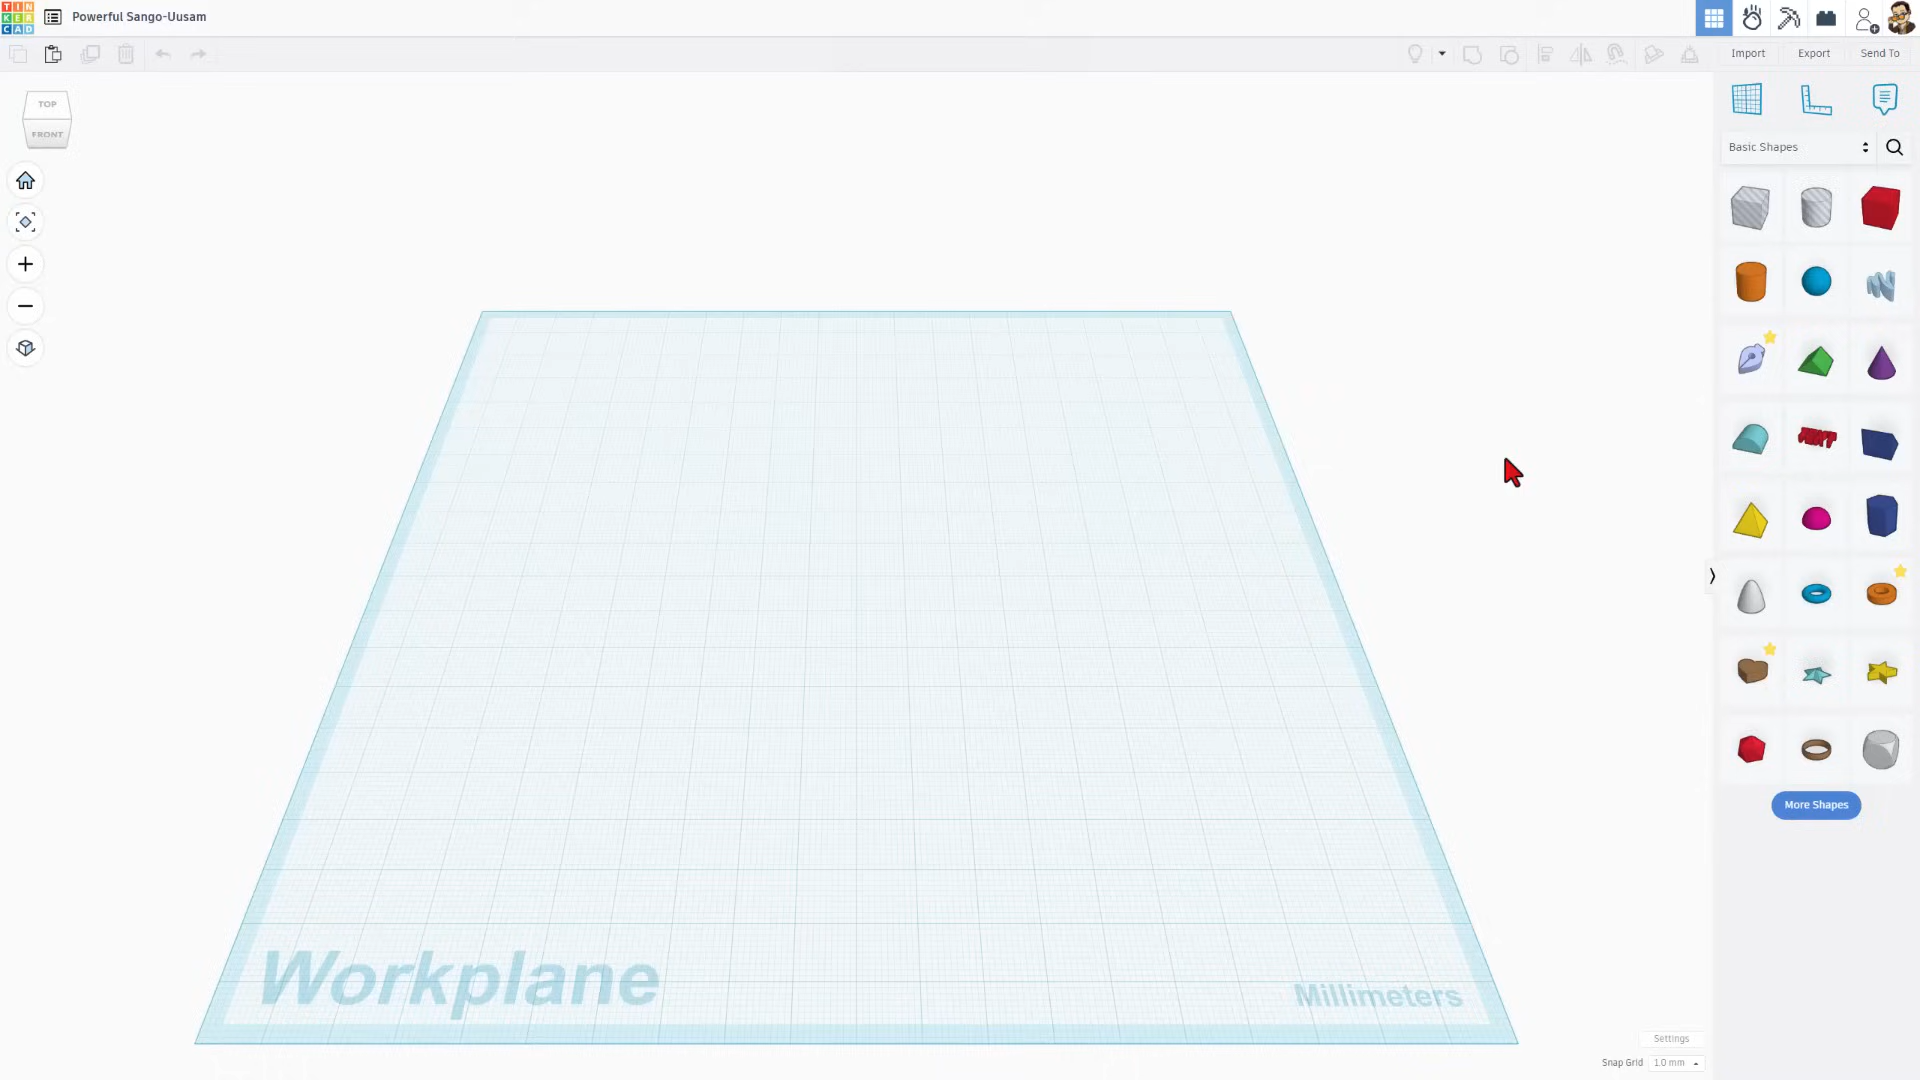 TIN
KER
CAD
Powerful Sango-Uusam
Import
Export
Send To
TOP
FRONT
Basic Shapes
TEXT
Workplane
Millimeters
More Shapes
Settings
Snap Grid
1.0 mm